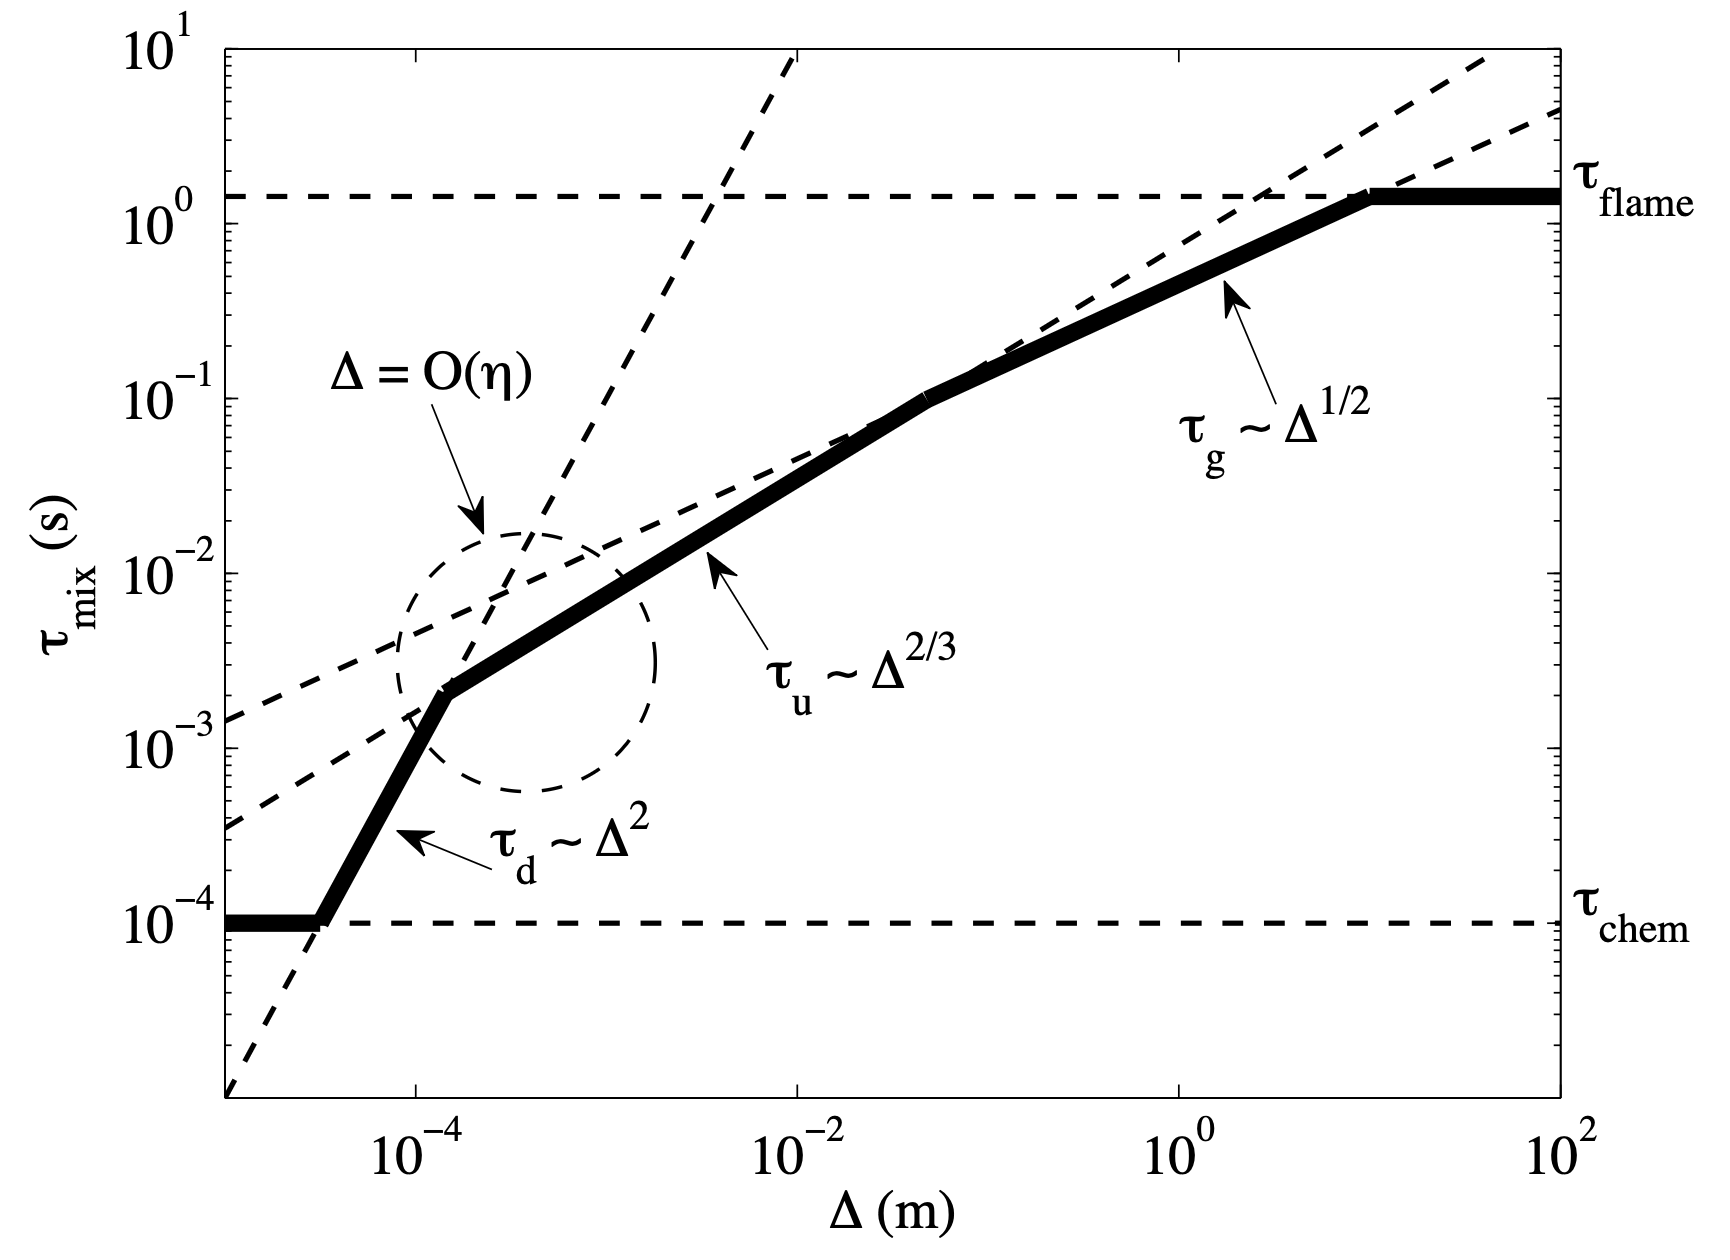 10^1
10^0
10^−1
10^−2
10^−3
10^−4
τ_mix (s)
τ_flame
Δ = O(η)
τ_g ~ Δ^1/2
τ_u ~ Δ^2/3
τ_d ~ Δ^2
τ_chem
10^−4 10^−2 10^0 10^2
Δ (m)